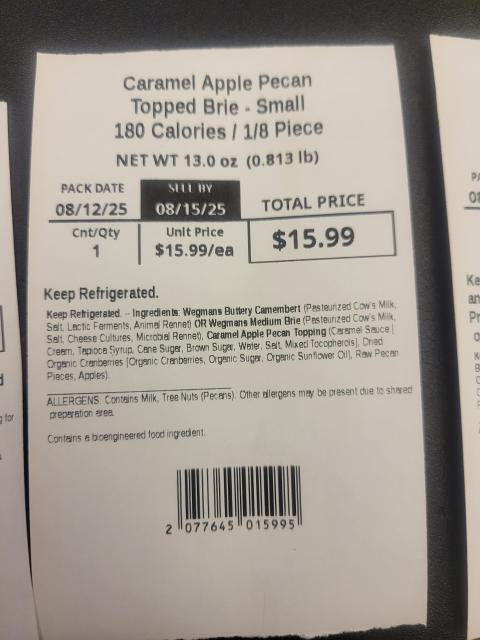 Caramel Apple Pecan
Topped Brie - Small
180 Calories / 1/8 Piece
NET WT 13.0 oz (0.813 lb)
PACK DATE SELL BY TOTAL PRICE
08/12/25 08/15/25
Cnt/Qty Unit Price $15.99
1 $15.99/ea
Keep Refrigerated.
Keep Refrigerated. - Ingredients: Wegmans Buttery Camembert (Pasteurized Cow's Milk,
Salt, Lactic Ferments, Animal Rennet) OR Wegmans Medium Brie (Pasteurized Cow's Milk,
Salt, Cheese Cultures, Microbial Rennet), Caramel Apple Pecan Topping (Caramel Sauce [
Cream, Tapioca Syrup, Cane Sugar, Brown Sugar, Water, Salt, Mixed Tocopherols], Dried
Organic Cranberries [Organic Cranberries, Organic Sugar, Organic Sunflower Oil], Raw Pecan
Pieces, Apples).
ALLERGENS: Contains Milk, Tree Nuts (Pecans). Other allergens may be present due to shared
preparation area.
Contains a bioengineered food ingredient.
2 077645 015995